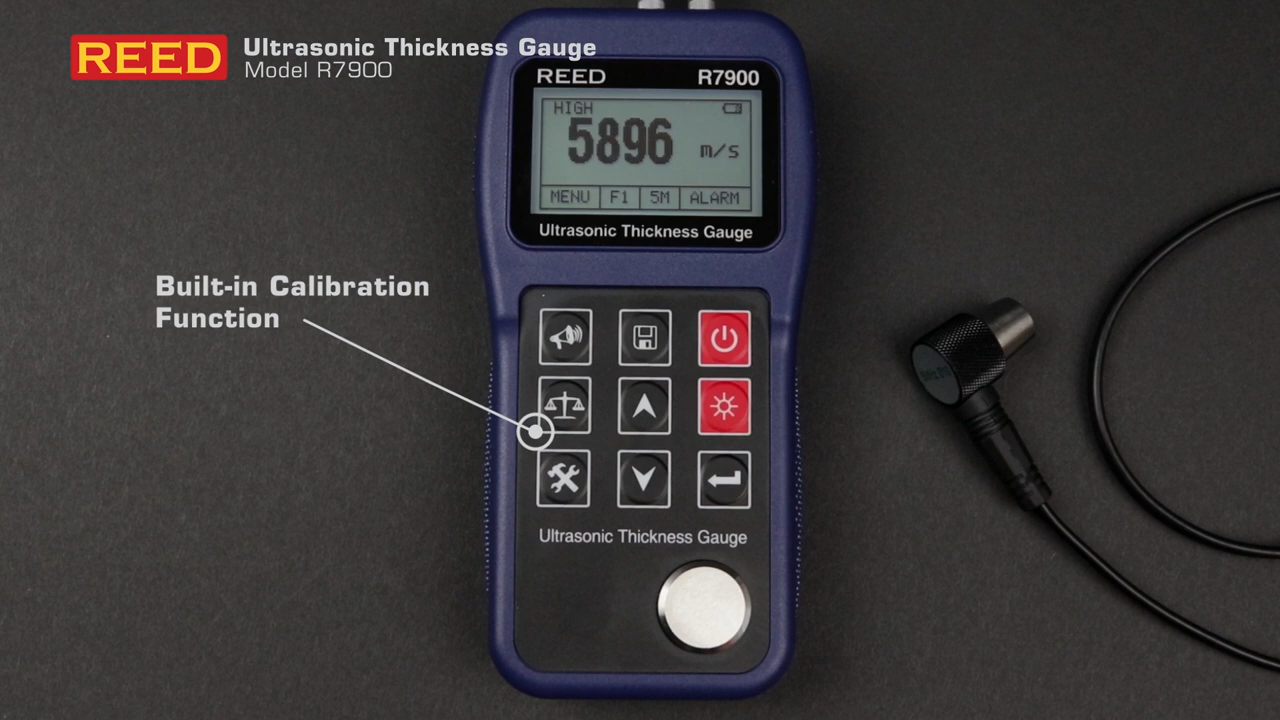 REED
Ultrasonic Thickness Gauge
Model R7900
REED R7900
HIGH
5896 m/s
MENU F1 5M ALARM
Ultrasonic Thickness Gauge
Built-in Calibration
Function
Ultrasonic Thickness Gauge